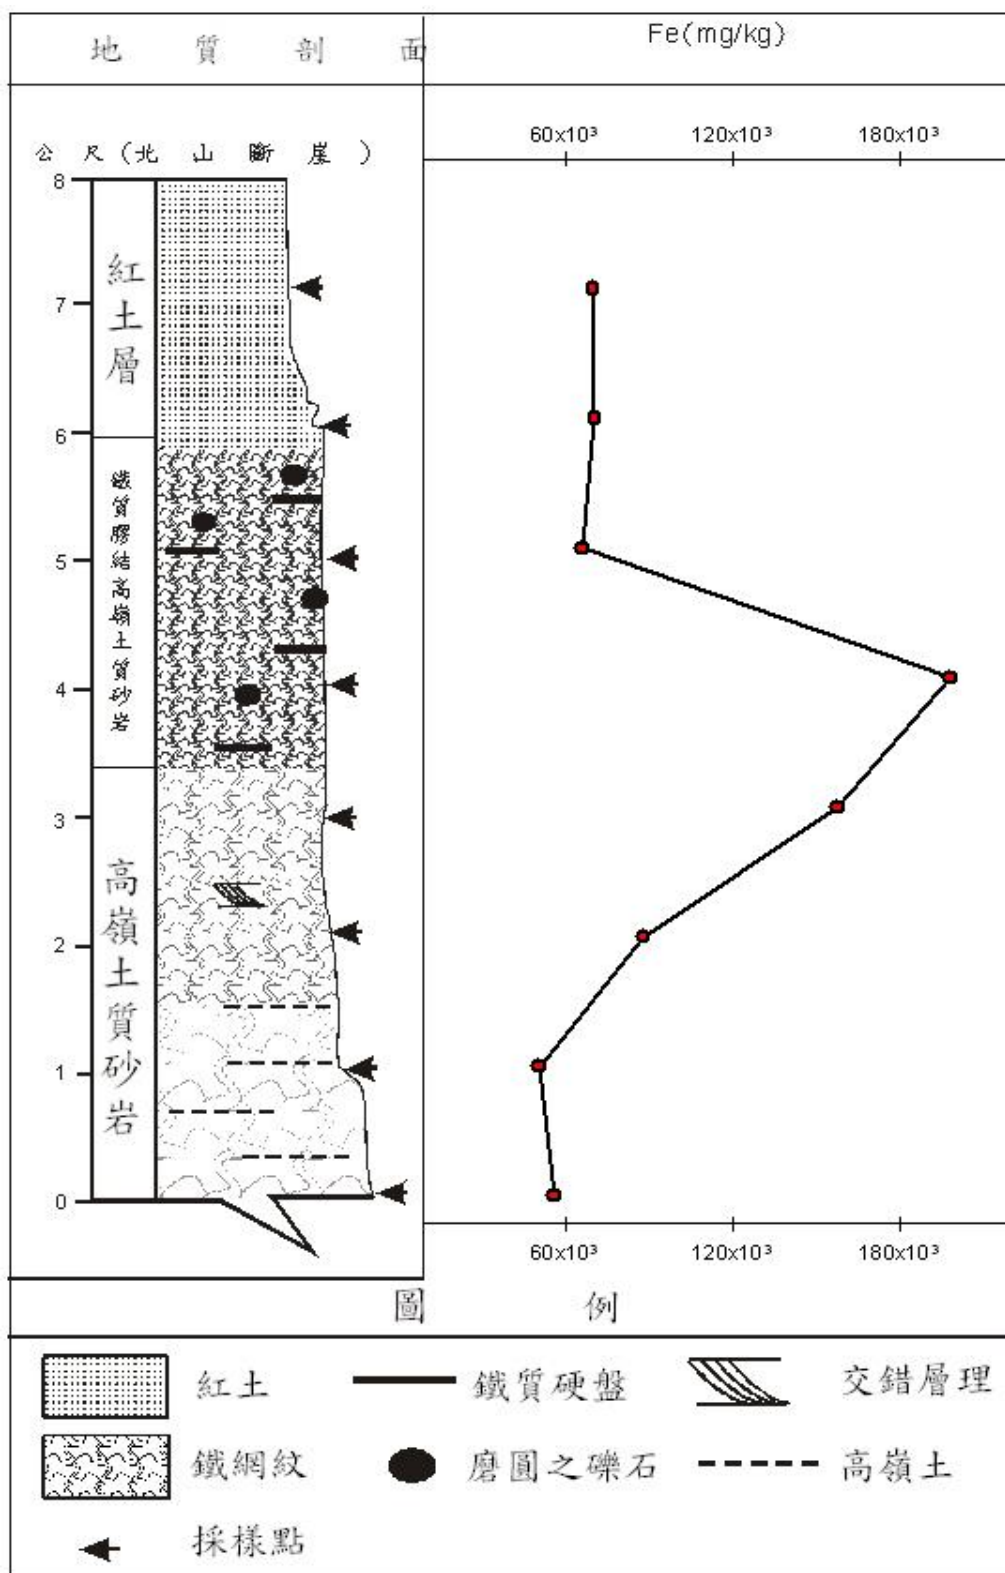 地質剖面
Fe(mg/kg)
60x10³ 120x10³ 180x10³
公尺(北山斷崖)
8
7
6
5
4
3
2
1
0
紅土層
鐵質膠結高嶺土質砂岩
高嶺土質砂岩
60x10³ 120x10³ 180x10³
圖例
紅土 鐵質硬盤 交錯層理
鐵網紋 磨圓之礫石 高嶺土
採樣點